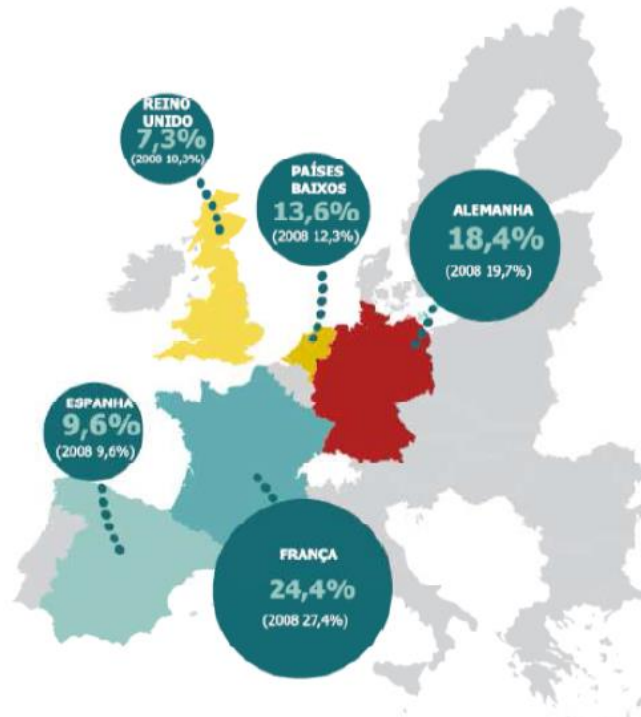 REINO
UNIDO
7,3%
(2008 10,3%)
PAÍSES
BAIXOS
13,6%
(2008 12,3%)
ALEMANHA
18,4%
(2008 19,7%)
ESPANHA
9,6%
(2008 9,6%)
FRANÇA
24,4%
(2008 27,4%)